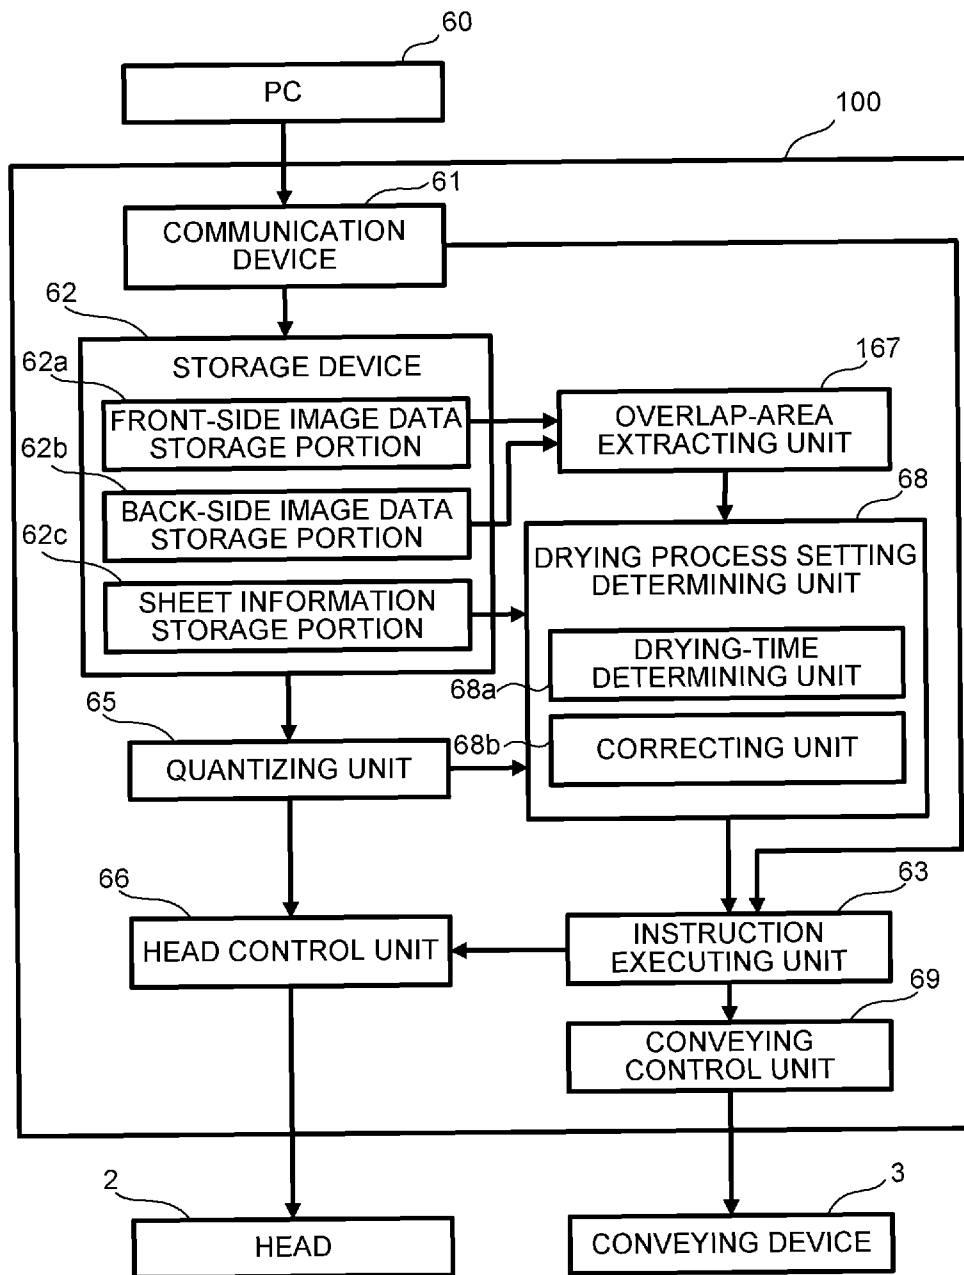 60
PC
100
61
COMMUNICATION
DEVICE
62
STORAGE DEVICE
62a
FRONT-SIDE IMAGE DATA
STORAGE PORTION
62b
BACK-SIDE IMAGE DATA
STORAGE PORTION
62c
SHEET INFORMATION
STORAGE PORTION
167
OVERLAP-AREA
EXTRACTING UNIT
68
DRYING PROCESS SETTING
DETERMINING UNIT
DRYING-TIME
DETERMINING UNIT
68a
68b
CORRECTING UNIT
65
QUANTIZING UNIT
66
HEAD CONTROL UNIT
63
INSTRUCTION
EXECUTING UNIT
69
CONVEYING
CONTROL UNIT
2
HEAD
3
CONVEYING DEVICE